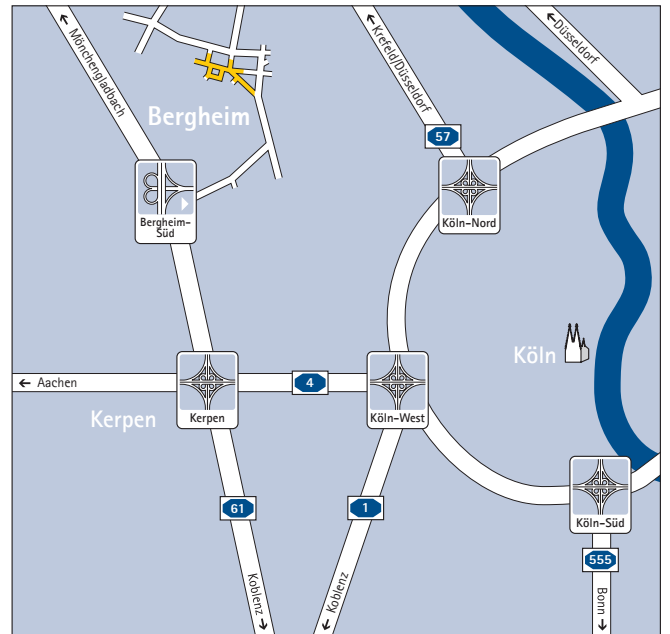 Mönchengladbach
Krefeld/Düsseldorf
Düsseldorf
Bergheim
57
Bergheim-
Süd
Köln-Nord
Köln
Aachen
4
Kerpen
Kerpen
Köln-West
61
1
Köln-Süd
555
Koblenz
Koblenz
Bonn